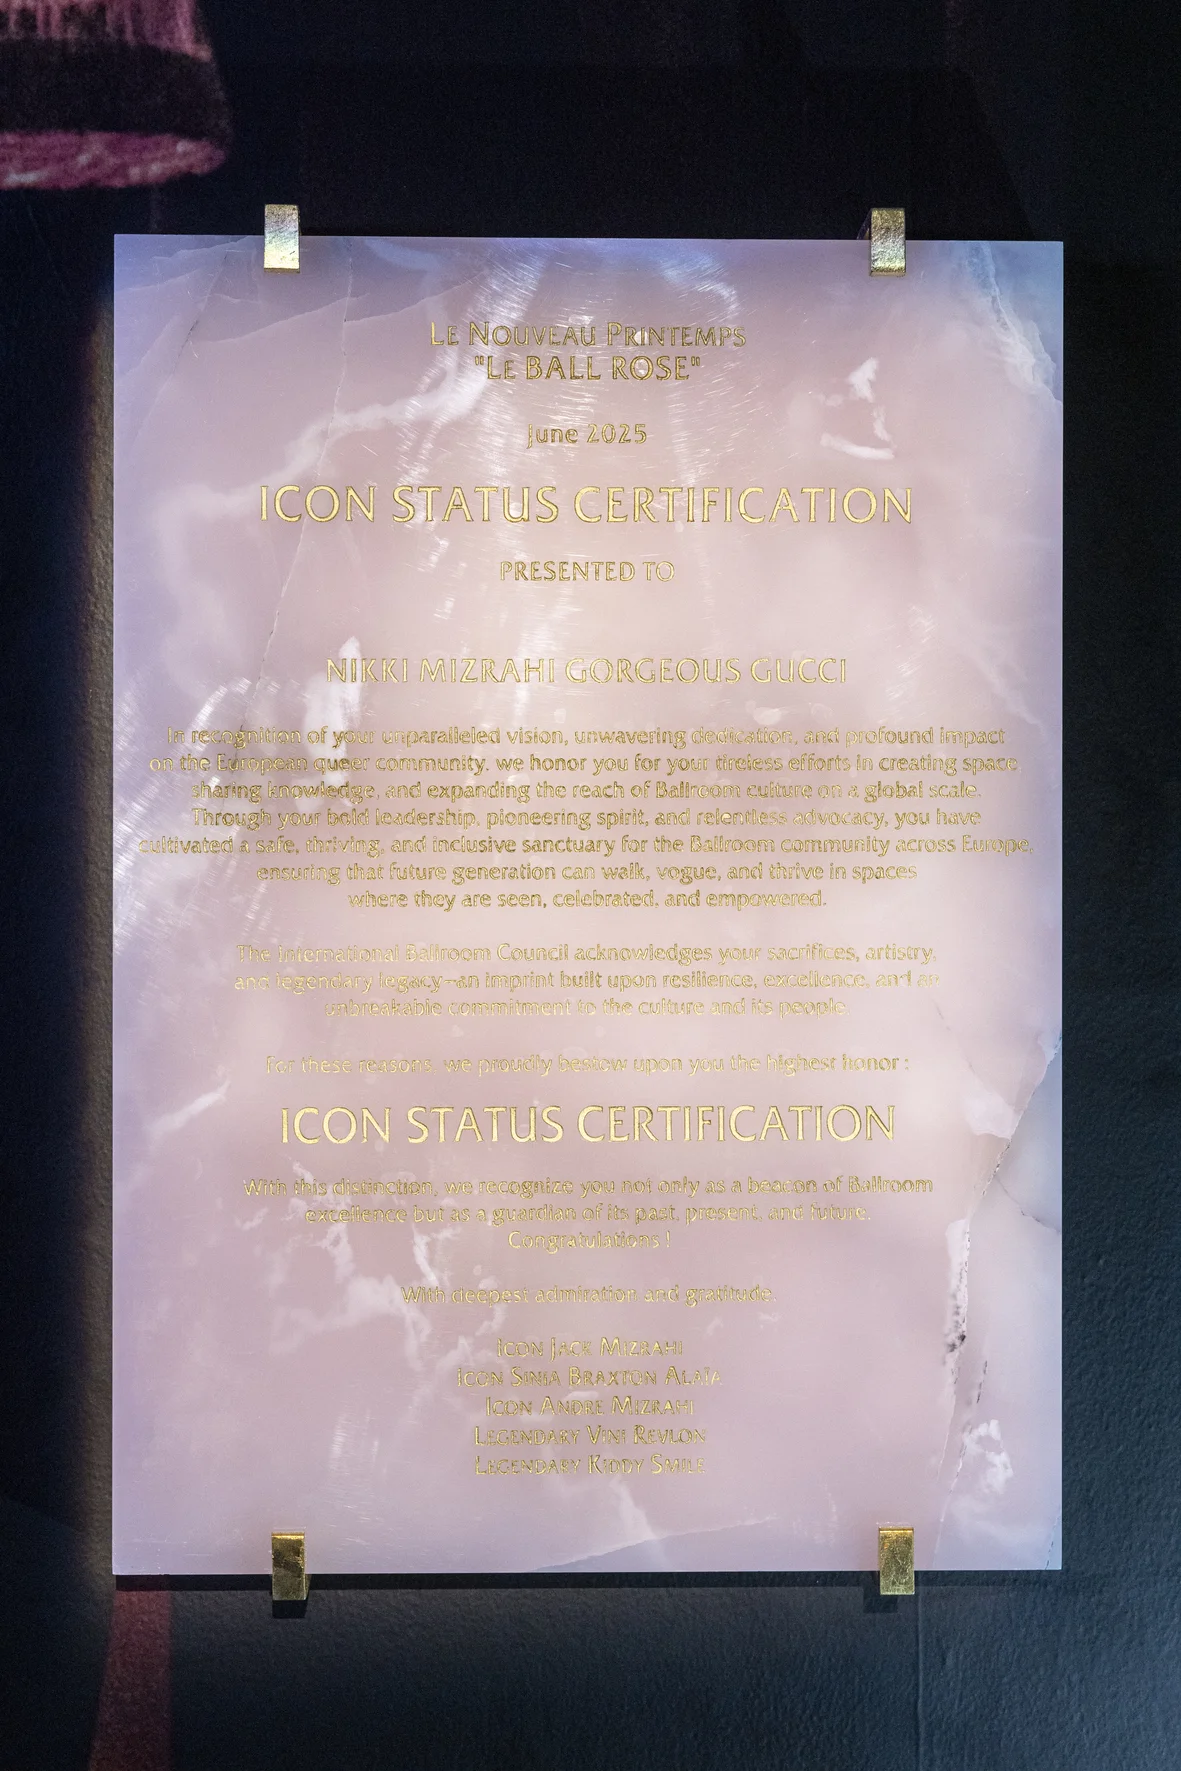 Le Nouveau Printemps
"Le BALL ROSE"
June 2025
ICON STATUS CERTIFICATION
PRESENTED TO
NIKKI MIZRAHI GORGEOUS GUCCI
In recognition of your unparalleled vision, unwavering dedication, and profound impact
on the European queer community, we honor you for your tireless efforts in creating space
sharing knowledge, and expanding the reach of Ballroom culture on a global scale.
Through your bold leadership, pioneering spirit, and relentless advocacy, you have
cultivated a safe, thriving, and inclusive sanctuary for the Ballroom community across Europe,
ensuring that future generation can walk, vogue, and thrive in spaces
where they are seen, celebrated, and empowered.
The International Ballroom Council acknowledges your sacrifices, artistry,
and legendary legacy—an imprint built upon resilience, excellence, and an
unbreakable commitment to the culture and its people.
For these reasons, we proudly bestow upon you the highest honor :
ICON STATUS CERTIFICATION
With this distinction, we recognize you not only as a beacon of Ballroom
excellence but as a guardian of its past, present, and future.
Congratulations !
With deepest admiration and gratitude,
Icon Jack Mizrahi
Icon Sinia Braxton Alaïa
Icon Andre Mizrahi
Legendary Vini Revlon
Legendary Kiddy Smile